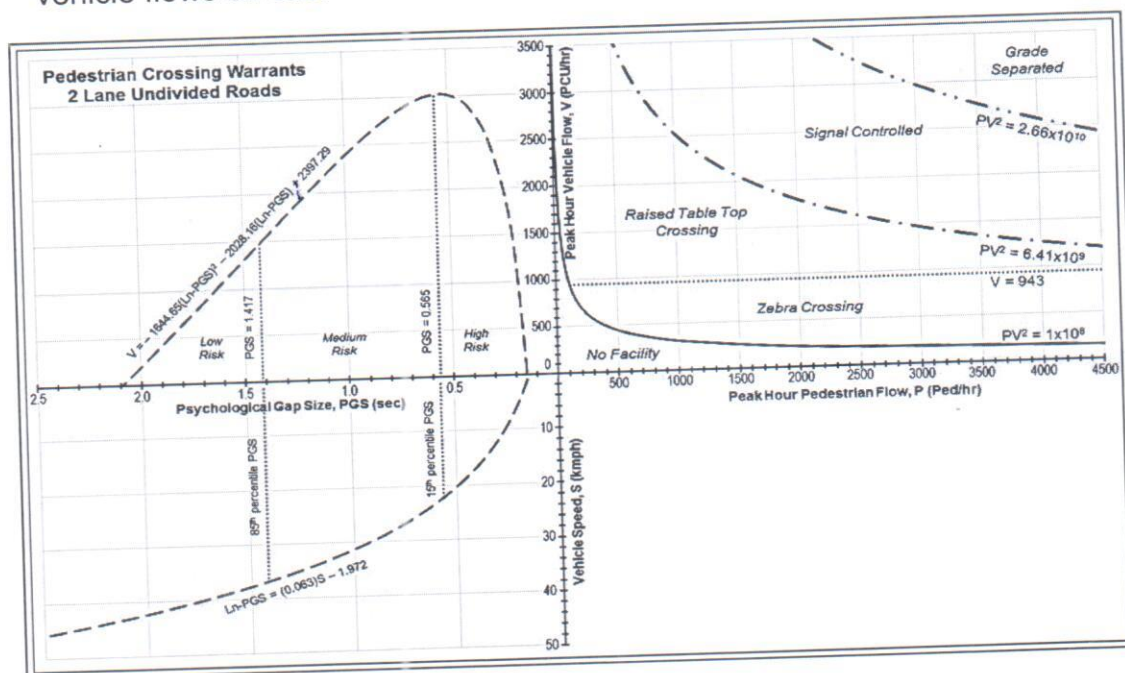 Pedestrian Crossing Warrants
2 Lane Undivided Roads
V = – 1644.65(Ln-PGS)² – 2028.16(Ln-PGS) + 2397.29
Low
Risk
PGS = 1.417
Medium
Risk
PGS = 0.565
High
Risk
2.5
2.0
1.5
1.0
0.5
Psychological Gap Size, PGS (sec)
85th percentile PGS
15th percentile PGS
Ln-PGS = (0.063)S – 1.972
Peak Hour Vehicle Flow, V (PCU/hr)
3500
3000
2500
2000
1500
1000
500
0
Grade
Separated
PV² = 2.66x10¹⁰
Signal Controlled
Raised Table Top
Crossing
PV² = 6.41x10⁹
V = 943
Zebra Crossing
PV² = 1x10⁸
No Facility
500
1000
1500
2000
2500
3000
3500
4000
4500
Peak Hour Pedestrian Flow, P (Ped/hr)
Vehicle Speed, S (kmph)
10
20
30
40
50